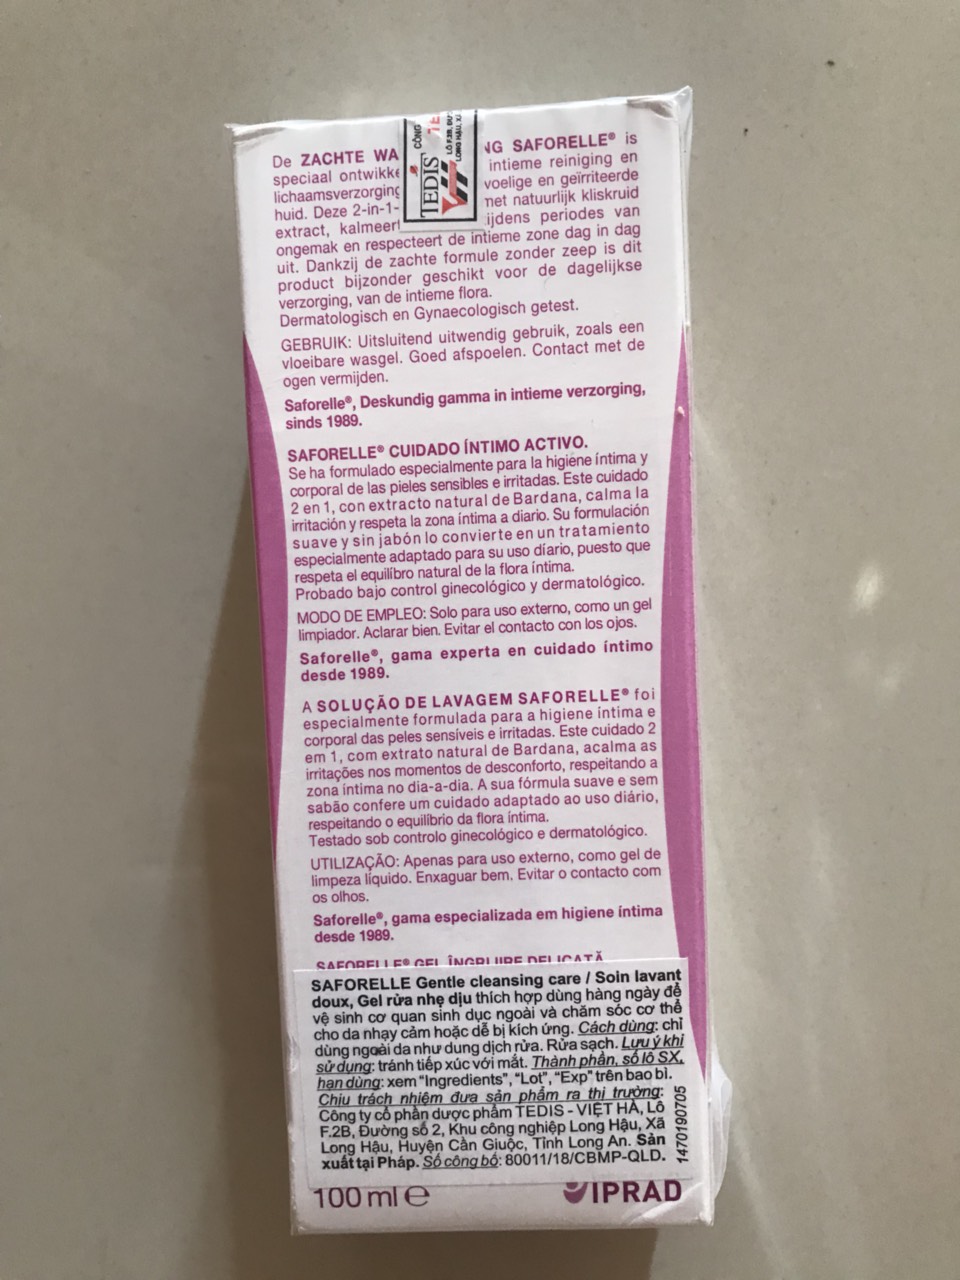 De ZACHTE WA NG SAFORELLE® is
speciaal ontwikke intieme reiniging en
lichaamsverzorging voelige en geïrriteerde
huid. Deze 2-in-1- met natuurlijk kliskruid
extract, kalmeer ijdens periodes van
ongemak en respecteert de intieme zone dag in dag
uit. Dankzij de zachte formule zonder zeep is dit
product bijzonder geschikt voor de dagelijkse
verzorging, van de intieme flora.
Dermatologisch en Gynaecologisch getest.
CÔNG
TEDIS
LÔ F.2B, ĐƯ
LONG HẬU, XÃ
GEBRUIK: Uitsluitend uitwendig gebruik, zoals een
vloeibare wasgel. Goed afspoelen. Contact met de
ogen vermijden.
Saforelle®, Deskundig gamma in intieme verzorging,
sinds 1989.
SAFORELLE® CUIDADO ÍNTIMO ACTIVO.
Se ha formulado especialmente para la higiene íntima y
corporal de las pieles sensibles e irritadas. Este cuidado
2 en 1, con extracto natural de Bardana, calma la
irritación y respeta la zona íntima a diario. Su formulación
suave y sin jabón lo convierte en un tratamiento
especialmente adaptado para su uso díario, puesto que
respeta el equilíbro natural de la flora íntima.
Probado bajo control ginecológico y dermatológico.
MODO DE EMPLEO: Solo para uso externo, como un gel
limpiador. Aclarar bien. Evitar el contacto con los ojos.
Saforelle®, gama experta en cuidado íntimo
desde 1989.
A SOLUÇÃO DE LAVAGEM SAFORELLE® foi
especialmente formulada para a higiene íntima e
corporal das peles sensíveis e irritadas. Este cuidado 2
em 1, com extrato natural de Bardana, acalma as
irritações nos momentos de desconforto, respeitando a
zona íntima no dia-a-dia. A sua fórmula suave e sem
sabão confere um cuidado adaptado ao uso diário,
respeitando o equilíbrio da flora íntima.
Testado sob controlo ginecológico e dermatológico.
UTILIZAÇÃO: Apenas para uso externo, como gel de
limpeza líquido. Enxaguar bem. Evitar o contacto com
os olhos.
Saforelle®, gama especializada em higiene íntima
desde 1989.
SAFORELLE® GEL ÎNGRIJIRE DELICATĂ
SAFORELLE Gentle cleansing care / Soin lavant
doux, Gel rửa nhẹ dịu thích hợp dùng hàng ngày để
vệ sinh cơ quan sinh dục ngoài và chăm sóc cơ thể
cho da nhạy cảm hoặc dễ bị kích ứng. Cách dùng: chỉ
dùng ngoài da như dung dịch rửa. Rửa sạch. Lưu ý khi
sử dụng: tránh tiếp xúc với mắt. Thành phần, số lô SX,
hạn dùng: xem "Ingredients", "Lot", "Exp" trên bao bì.
Chịu trách nhiệm đưa sản phẩm ra thị trường:
Công ty cổ phần dược phẩm TEDIS - VIỆT HÀ, Lô
F.2B, Đường số 2, Khu công nghiệp Long Hậu, Xã
Long Hậu, Huyện Cần Giuộc, Tỉnh Long An. Sản
xuất tại Pháp. Số công bố: 80011/18/CBMP-QLD.
1470190705
100 ml ℮
IPRAD